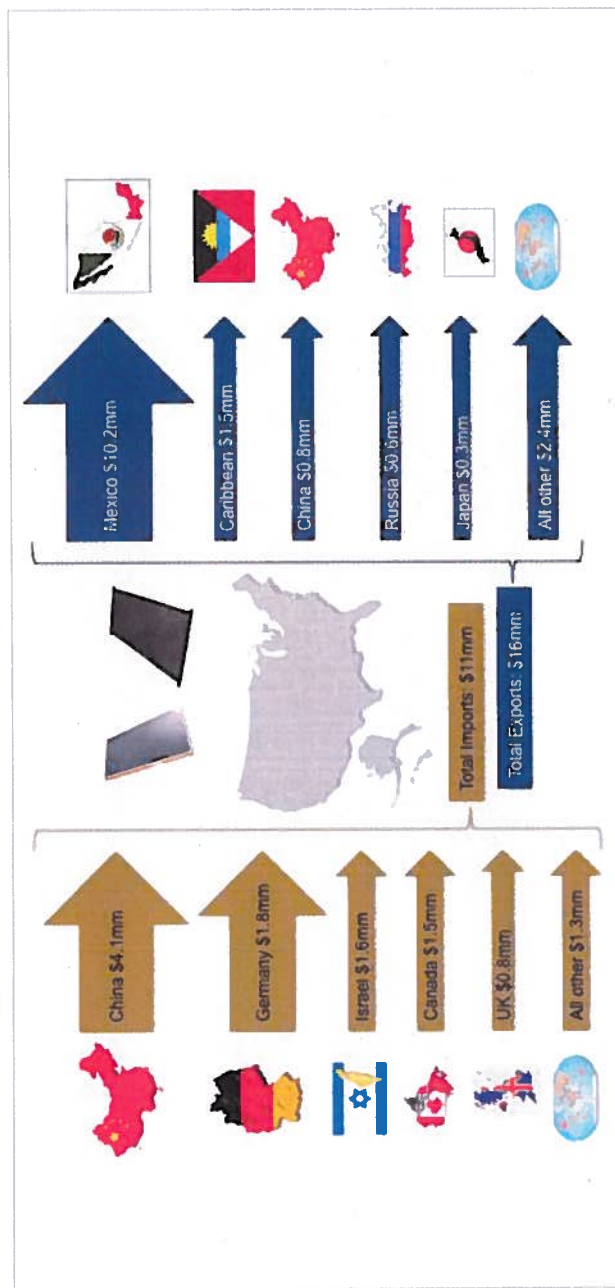 China $4.1mm
Germany $1.8mm
Israel $1.6mm
Canada $1.5mm
UK $0.8mm
All other $1.3mm
Total Imports: $11mm
Total Exports: $16mm
Mexico $10.2mm
Caribbean $1.5mm
China $0.8mm
Russia $0.6mm
Japan $0.3mm
All other $2.4mm